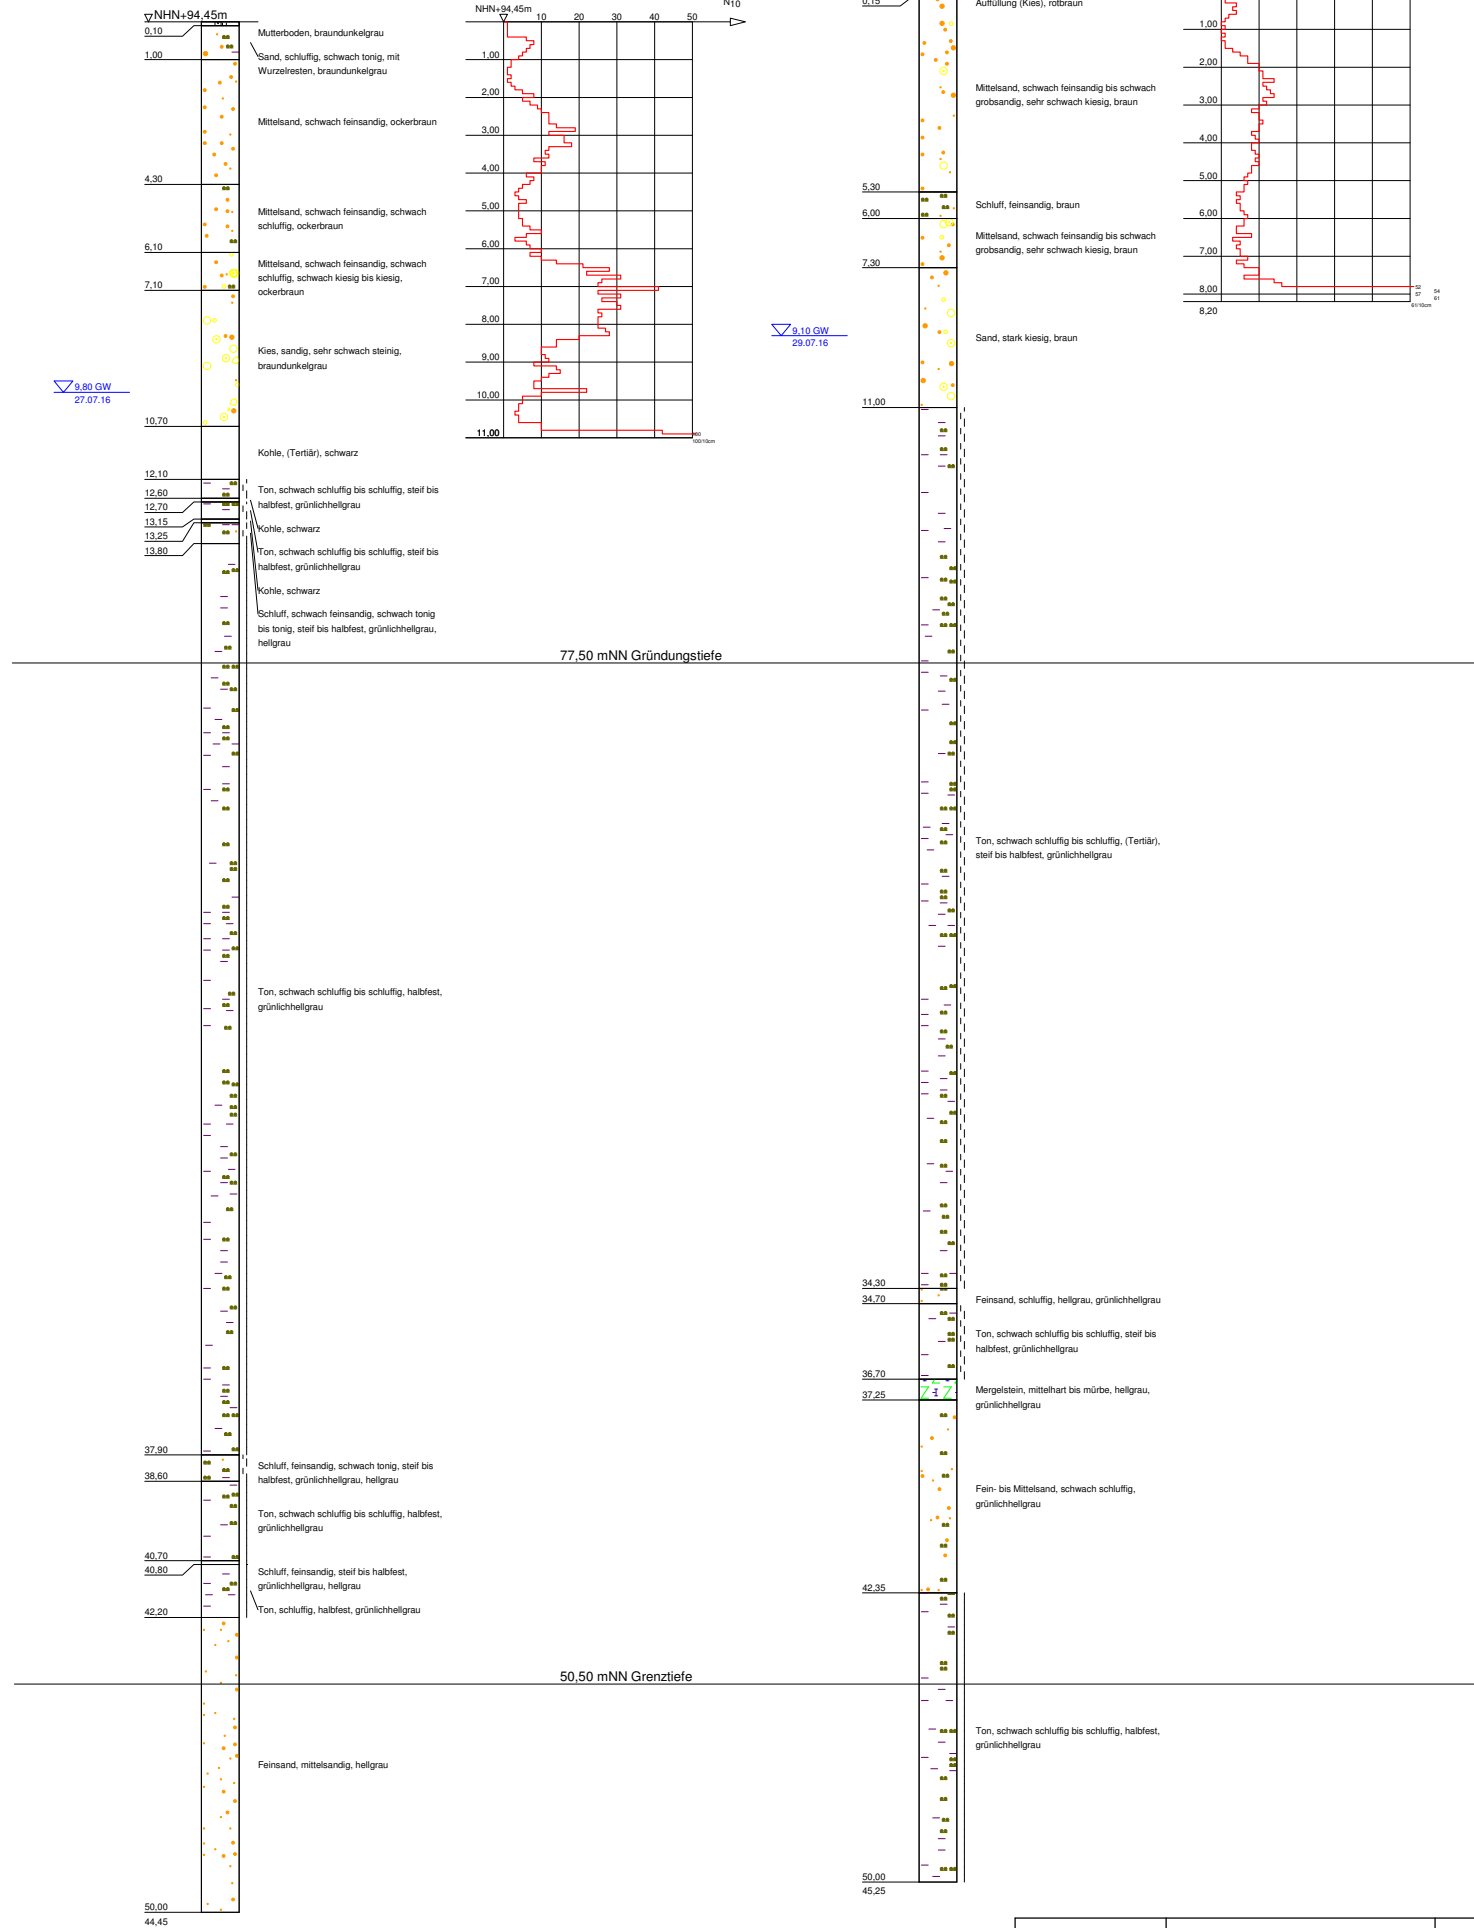 NHN+94,45m
0,10
1,00
4,30
6,10
7,10
10,70
12,10
12,60
12,70
13,15
13,25
13,80
37,90
38,60
40,70
40,80
42,20
50,00
44,45
9,80 GW
27.07.16
Mutterboden, braundunkelgrau
Sand, schluffig, schwach tonig, mit
Wurzelresten, braundunkelgrau
Mittelsand, schwach feinsandig, ockerbraun
Mittelsand, schwach feinsandig, schwach
schluffig, ockerbraun
Mittelsand, schwach feinsandig, schwach
schluffig, schwach kiesig bis kiesig,
ockerbraun
Kies, sandig, sehr schwach steinig,
braundunkelgrau
Kohle, (Tertiär), schwarz
Ton, schwach schluffig bis schluffig, steif bis
halbfest, grünlichhellgrau
Kohle, schwarz
Ton, schwach schluffig bis schluffig, steif bis
halbfest, grünlichhellgrau
Kohle, schwarz
Schluff, schwach feinsandig, schwach tonig
bis tonig, steif bis halbfest, grünlichhellgrau,
hellgrau
Ton, schwach schluffig bis schluffig, halbfest,
grünlichhellgrau
Schluff, feinsandig, schwach tonig, steif bis
halbfest, grünlichhellgrau, hellgrau
Ton, schwach schluffig bis schluffig, halbfest,
grünlichhellgrau
Schluff, feinsandig, steif bis halbfest,
grünlichhellgrau, hellgrau
Ton, schluffig, halbfest, grünlichhellgrau
Feinsand, mittelsandig, hellgrau
NHN+94,45m
10 20 30 40 50
N10
1,00
2,00
3,00
4,00
5,00
6,00
7,00
8,00
9,00
10,00
11,00
100/10cm
77,50 mNN Gründungstiefe
50,50 mNN Grenztiefe
0,15
5,30
6,00
7,30
11,00
34,30
34,70
36,70
37,25
42,35
50,00
45,25
9,10 GW
29.07.16
Auffüllung (Kies), rotbraun
Mittelsand, schwach feinsandig bis schwach
grobsandig, sehr schwach kiesig, braun
Schluff, feinsandig, braun
Mittelsand, schwach feinsandig bis schwach
grobsandig, sehr schwach kiesig, braun
Sand, stark kiesig, braun
Ton, schwach schluffig bis schluffig, (Tertiär),
steif bis halbfest, grünlichhellgrau
Feinsand, schluffig, hellgrau, grünlichhellgrau
Ton, schwach schluffig bis schluffig, steif bis
halbfest, grünlichhellgrau
Mergelstein, mittelhart bis mürbe, hellgrau,
grünlichhellgrau
Fein- bis Mittelsand, schwach schluffig,
grünlichhellgrau
Ton, schwach schluffig bis schluffig, halbfest,
grünlichhellgrau
1,00
2,00
3,00
4,00
5,00
6,00
7,00
8,00
8,20
52
54
57
61
61/10cm